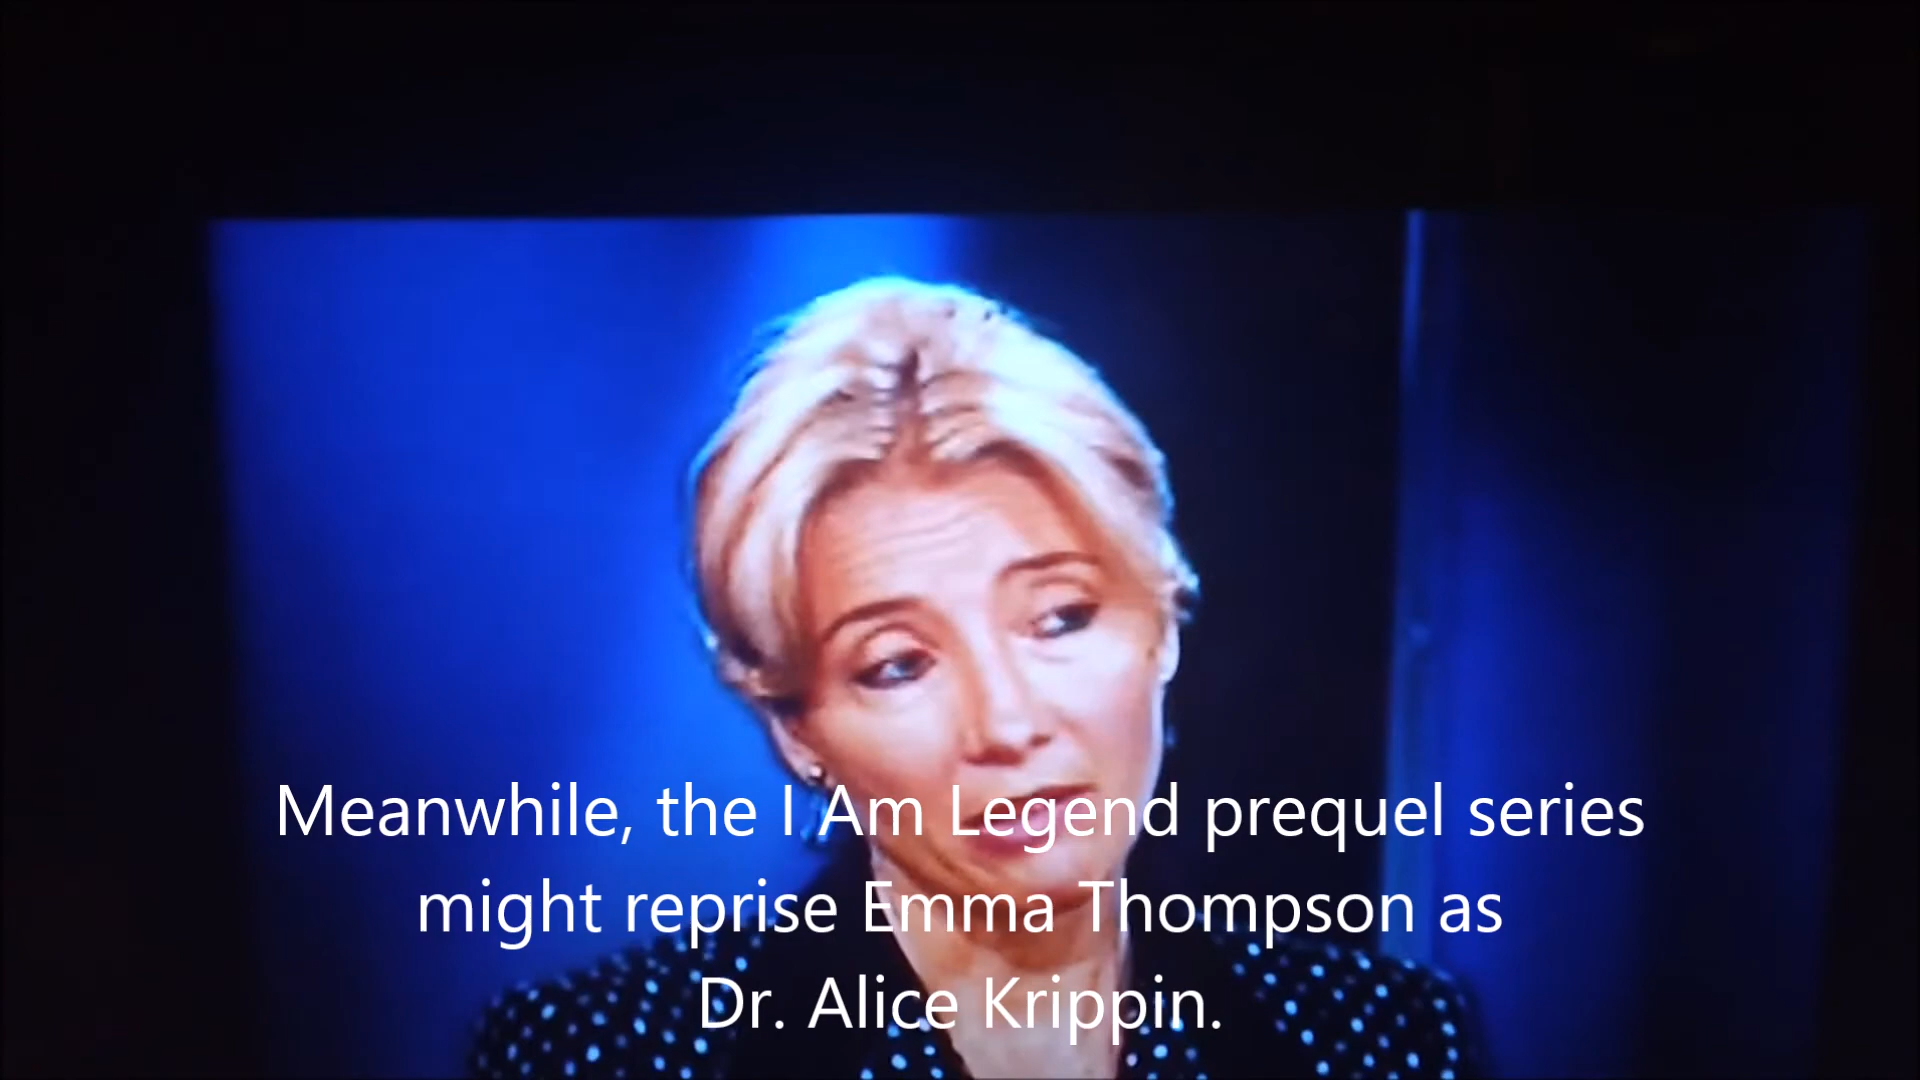 Meanwhile, the I Am Legend prequel series
might reprise Emma Thompson as
Dr. Alice Krippin.